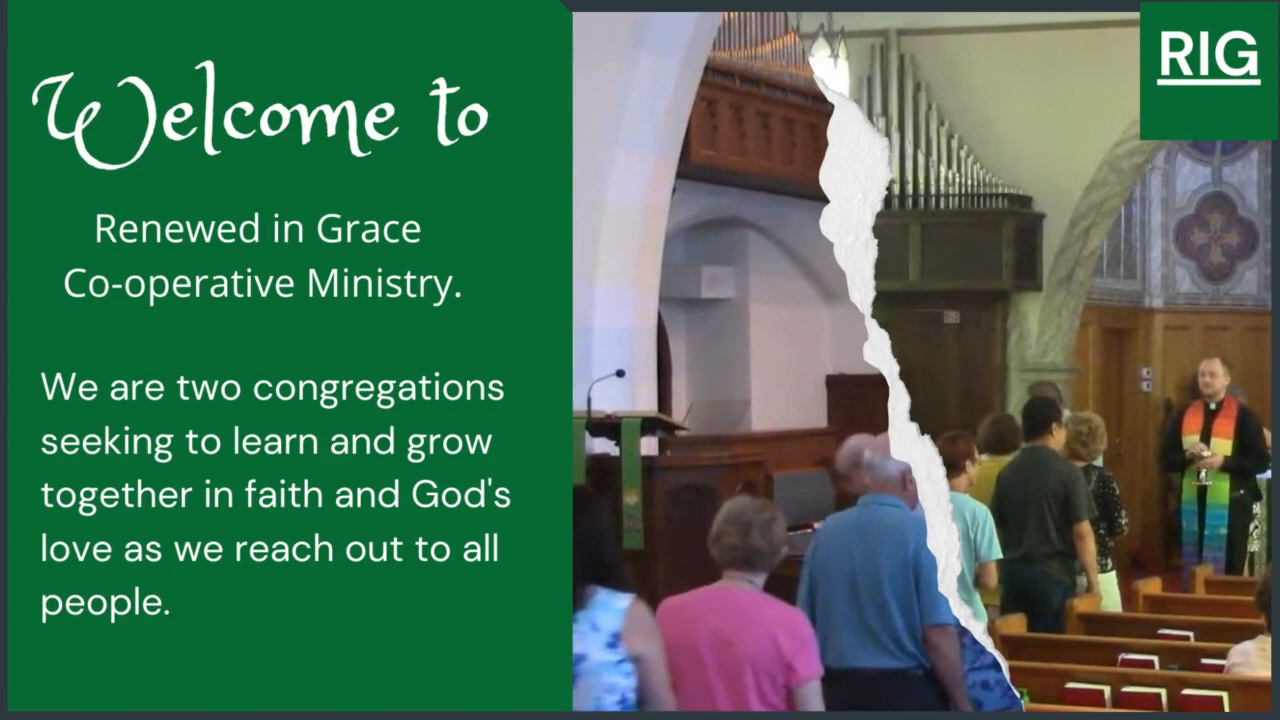 Welcome to
Renewed in Grace
Co-operative Ministry.
We are two congregations
seeking to learn and grow
together in faith and God's
love as we reach out to all
people.
RIG